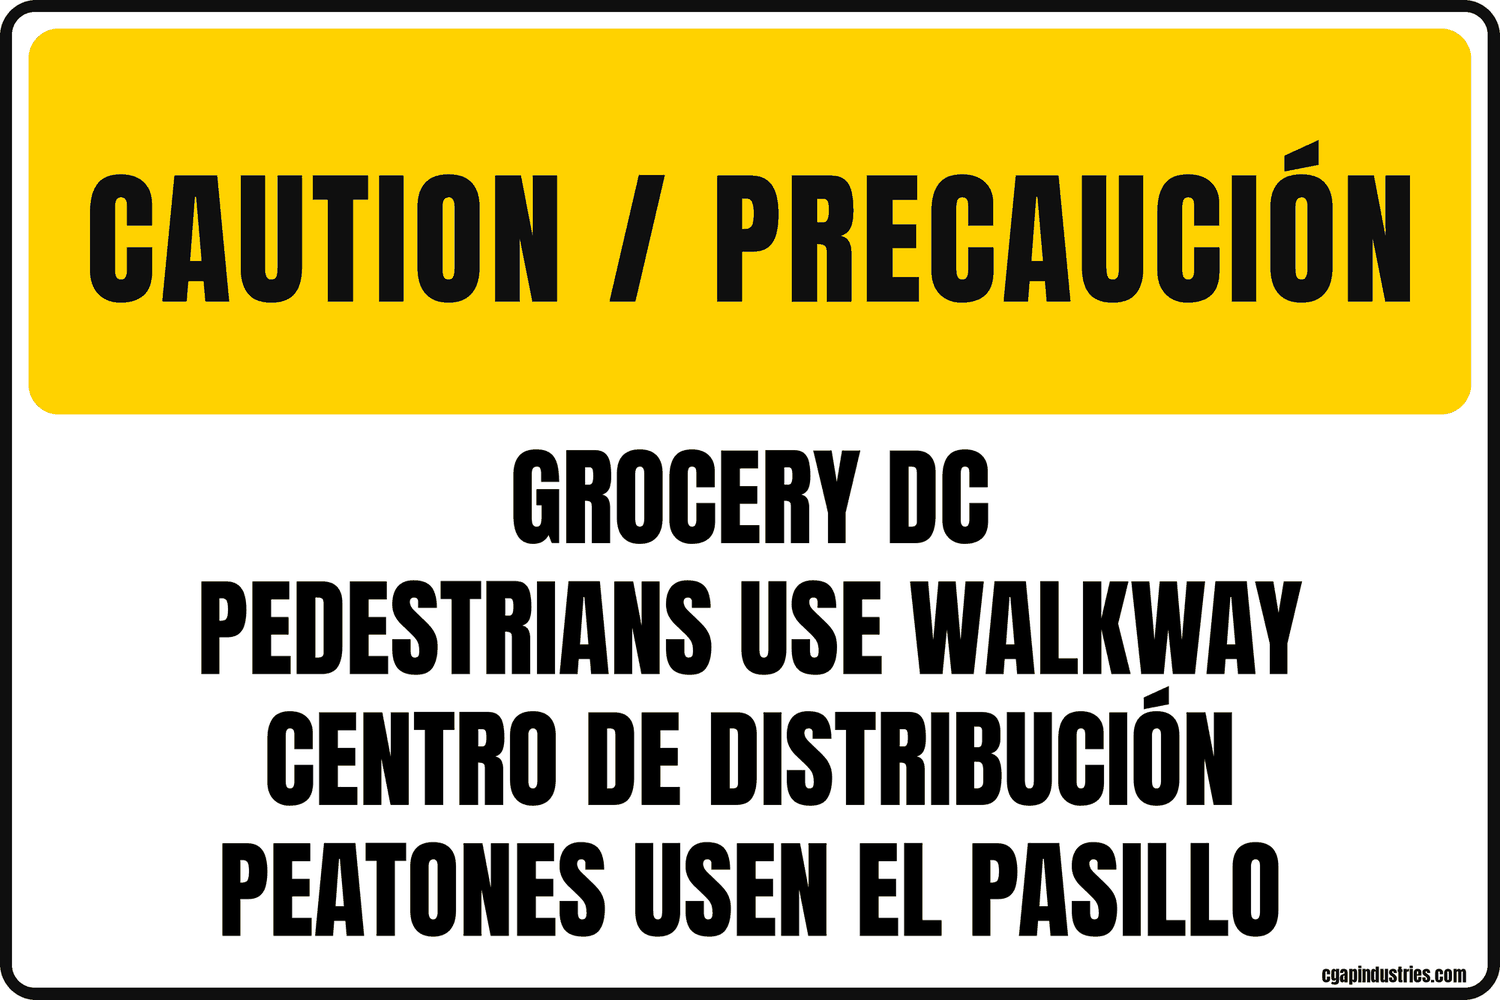 CAUTION / PRECAUCIÓN
GROCERY DC
PEDESTRIANS USE WALKWAY
CENTRO DE DISTRIBUCIÓN
PEATONES USEN EL PASILLO
cgapindustries.com